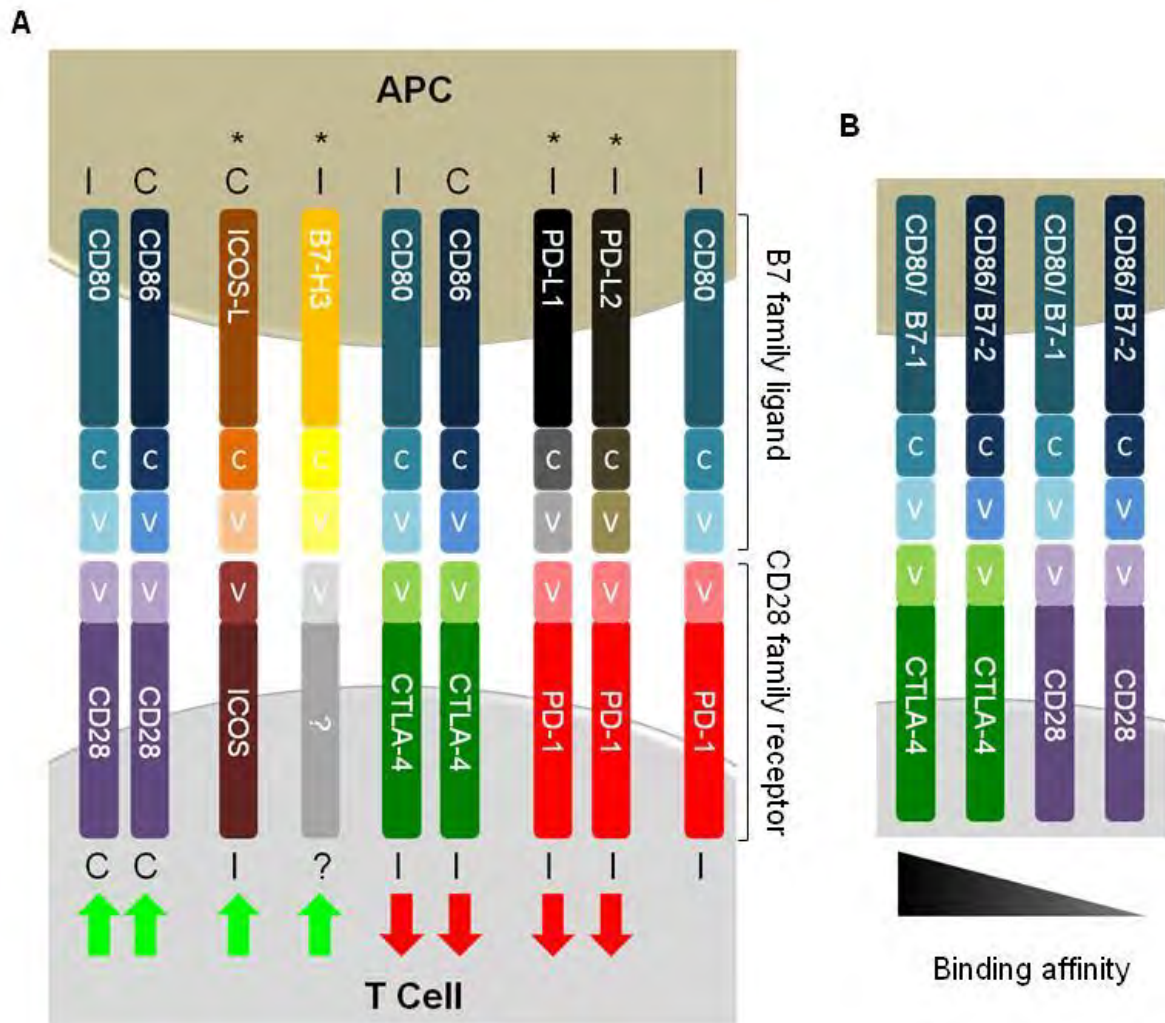 A
APC
* * * *
I C C I I C I I I
CD80 CD86 ICOS-L B7-H3 CD80 CD86 PD-L1 PD-L2 CD80
C C C C C C C C C
V V V V V V V V V
B7 family ligand
V V V V V V V V V
CD28 CD28 ICOS ? CTLA-4 CTLA-4 PD-1 PD-1 PD-1
CD28 family receptor
C C I ? I I I I I
T Cell
B
CD80/ B7-1 CD86/ B7-2 CD80/ B7-1 CD86/ B7-2
C C C C
V V V V
V V V V
CTLA-4 CTLA-4 CD28 CD28
Binding affinity